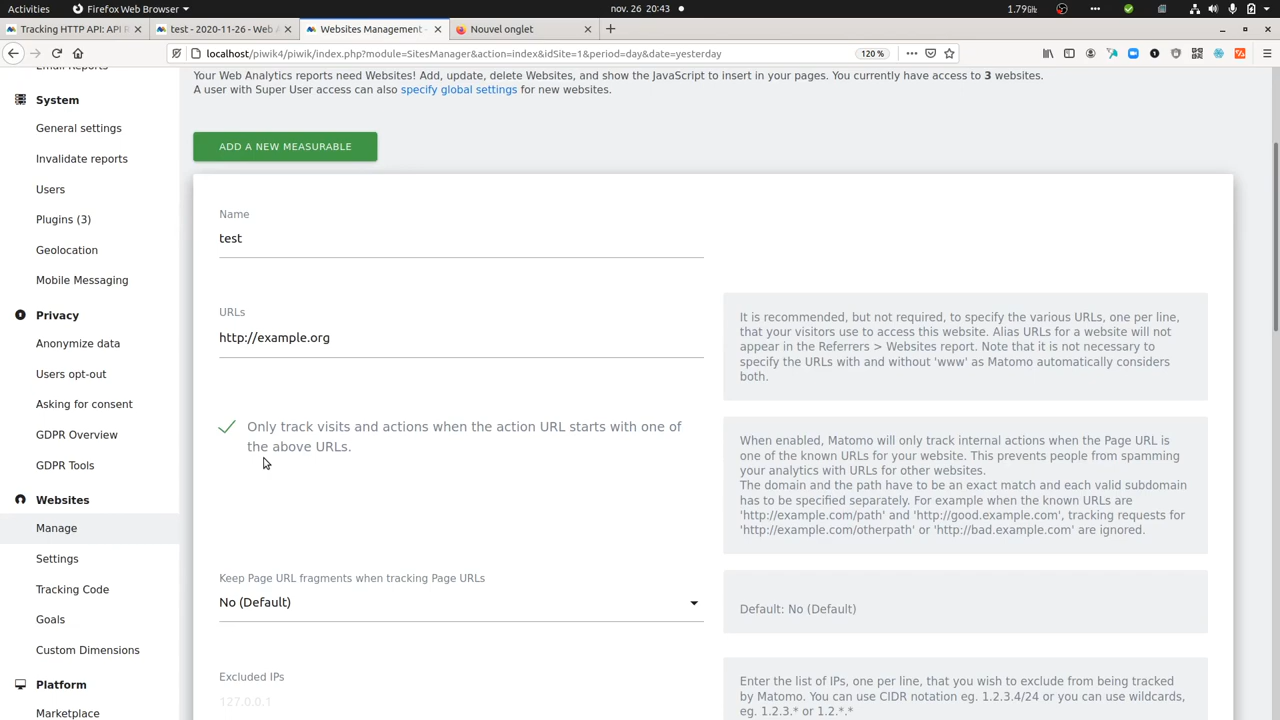 Activities
Firefox Web Browser
nov. 26 20:43
1.79%
Tracking HTTP API: API R
test - 2020-11-26 - Web A
Websites Management -
Nouvel onglet
localhost/piwik4/piwik/index.php?module=SitesManager&action=index&idSite=1&period=day&date=yesterday
120 %
Email Reports
System
General settings
Invalidate reports
Users
Plugins (3)
Geolocation
Mobile Messaging
Privacy
Anonymize data
Users opt-out
Asking for consent
GDPR Overview
GDPR Tools
Websites
Manage
Settings
Tracking Code
Goals
Custom Dimensions
Platform
Marketplace
Your Web Analytics reports need Websites! Add, update, delete Websites, and show the JavaScript to insert in your pages. You currently have access to 3 websites.
A user with Super User access can also specify global settings for new websites.
ADD A NEW MEASURABLE
Name
test
URLs
http://example.org
It is recommended, but not required, to specify the various URLs, one per line,
that your visitors use to access this website. Alias URLs for a website will not
appear in the Referrers > Websites report. Note that it is not necessary to
specify the URLs with and without 'www' as Matomo automatically considers
both.
Only track visits and actions when the action URL starts with one of
the above URLs.
When enabled, Matomo will only track internal actions when the Page URL is
one of the known URLs for your website. This prevents people from spamming
your analytics with URLs for other websites.
The domain and the path have to be an exact match and each valid subdomain
has to be specified separately. For example when the known URLs are
'http://example.com/path' and 'http://good.example.com', tracking requests for
'http://example.com/otherpath' or 'http://bad.example.com' are ignored.
Keep Page URL fragments when tracking Page URLs
No (Default)
Default: No (Default)
Excluded IPs
127.0.0.1
Enter the list of IPs, one per line, that you wish to exclude from being tracked
by Matomo. You can use CIDR notation eg. 1.2.3.4/24 or you can use wildcards,
eg. 1.2.3.* or 1.2.*.*